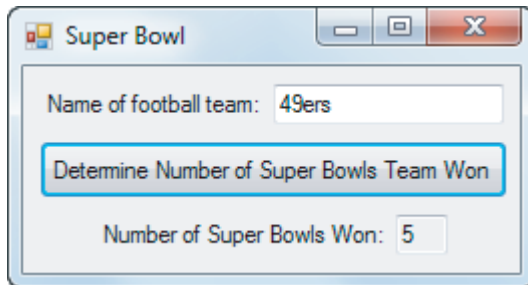 Super Bowl
Name of football team: 49ers
Determine Number of Super Bowls Team Won
Number of Super Bowls Won: 5